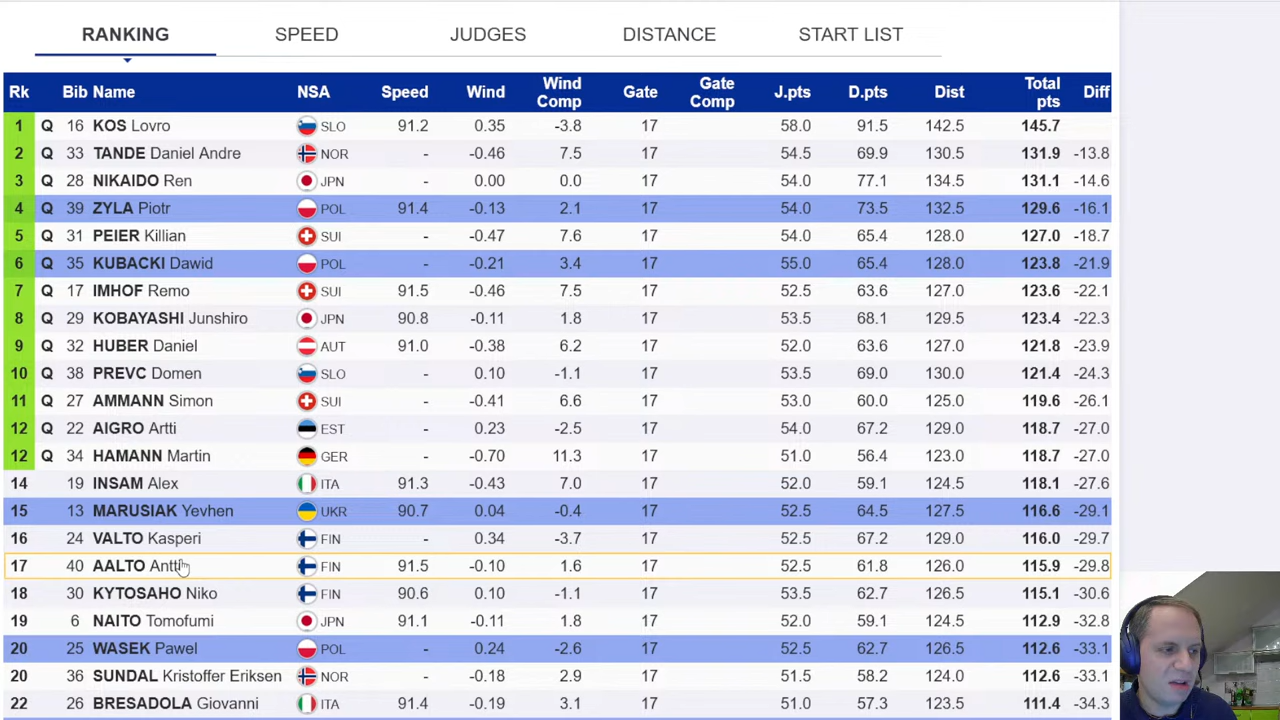 RANKING SPEED JUDGES DISTANCE START LIST
Rk Bib Name NSA Speed Wind Wind Comp Gate Gate Comp J.pts D.pts Dist Total pts Diff
1 Q 16 KOS Lovro SLO 91.2 0.35 -3.8 17 58.0 91.5 142.5 145.7
2 Q 33 TANDE Daniel Andre NOR - -0.46 7.5 17 54.5 69.9 130.5 131.9 -13.8
3 Q 28 NIKAIDO Ren JPN - 0.00 0.0 17 54.0 77.1 134.5 131.1 -14.6
4 Q 39 ZYLA Piotr POL 91.4 -0.13 2.1 17 54.0 73.5 132.5 129.6 -16.1
5 Q 31 PEIER Killian SUI - -0.47 7.6 17 54.0 65.4 128.0 127.0 -18.7
6 Q 35 KUBACKI Dawid POL - -0.21 3.4 17 55.0 65.4 128.0 123.8 -21.9
7 Q 17 IMHOF Remo SUI 91.5 -0.46 7.5 17 52.5 63.6 127.0 123.6 -22.1
8 Q 29 KOBAYASHI Junshiro JPN 90.8 -0.11 1.8 17 53.5 68.1 129.5 123.4 -22.3
9 Q 32 HUBER Daniel AUT 91.0 -0.38 6.2 17 52.0 63.6 127.0 121.8 -23.9
10 Q 38 PREVC Domen SLO - 0.10 -1.1 17 53.5 69.0 130.0 121.4 -24.3
11 Q 27 AMMANN Simon SUI - -0.41 6.6 17 53.0 60.0 125.0 119.6 -26.1
12 Q 22 AIGRO Artti EST - 0.23 -2.5 17 54.0 67.2 129.0 118.7 -27.0
12 Q 34 HAMANN Martin GER - -0.70 11.3 17 51.0 56.4 123.0 118.7 -27.0
14 19 INSAM Alex ITA 91.3 -0.43 7.0 17 52.0 59.1 124.5 118.1 -27.6
15 13 MARUSIAK Yevhen UKR 90.7 0.04 -0.4 17 52.5 64.5 127.5 116.6 -29.1
16 24 VALTO Kasperi FIN - 0.34 -3.7 17 52.5 67.2 129.0 116.0 -29.7
17 40 AALTO Antti FIN 91.5 -0.10 1.6 17 52.5 61.8 126.0 115.9 -29.8
18 30 KYTOSAHO Niko FIN 90.6 0.10 -1.1 17 53.5 62.7 126.5 115.1 -30.6
19 6 NAITO Tomofumi JPN 91.1 -0.11 1.8 17 52.0 59.1 124.5 112.9 -32.8
20 25 WASEK Pawel POL - 0.24 -2.6 17 52.5 62.7 126.5 112.6 -33.1
20 36 SUNDAL Kristoffer Eriksen NOR - -0.18 2.9 17 51.5 58.2 124.0 112.6 -33.1
22 26 BRESADOLA Giovanni ITA 91.4 -0.19 3.1 17 51.0 57.3 123.5 111.4 -34.3